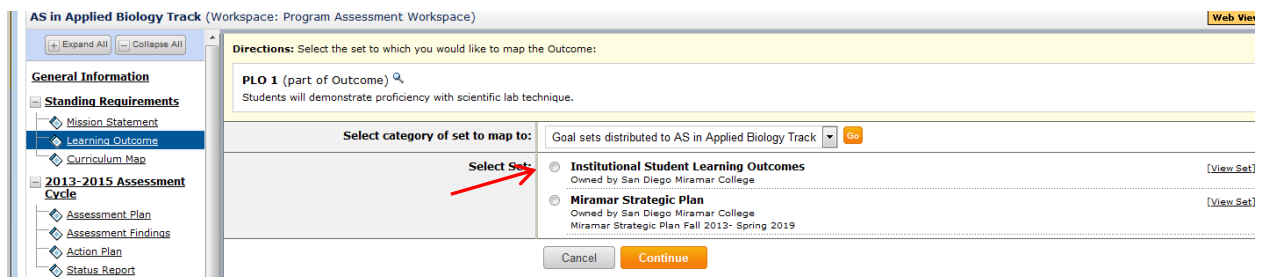 AS in Applied Biology Track (Workspace: Program Assessment Workspace)
Expand All Collapse All
General Information
Standing Requirements
Mission Statement
Learning Outcome
Curriculum Map
2013-2015 Assessment
Cycle
Assessment Plan
Assessment Findings
Action Plan
Status Report
Web View
Directions: Select the set to which you would like to map the Outcome:
PLO 1 (part of Outcome)
Students will demonstrate proficiency with scientific lab technique.
Select category of set to map to: Goal sets distributed to AS in Applied Biology Track Go
Select Set: Institutional Student Learning Outcomes [View Set]
Owned by San Diego Miramar College
Miramar Strategic Plan [View Set]
Owned by San Diego Miramar College
Miramar Strategic Plan Fall 2013- Spring 2019
Cancel Continue